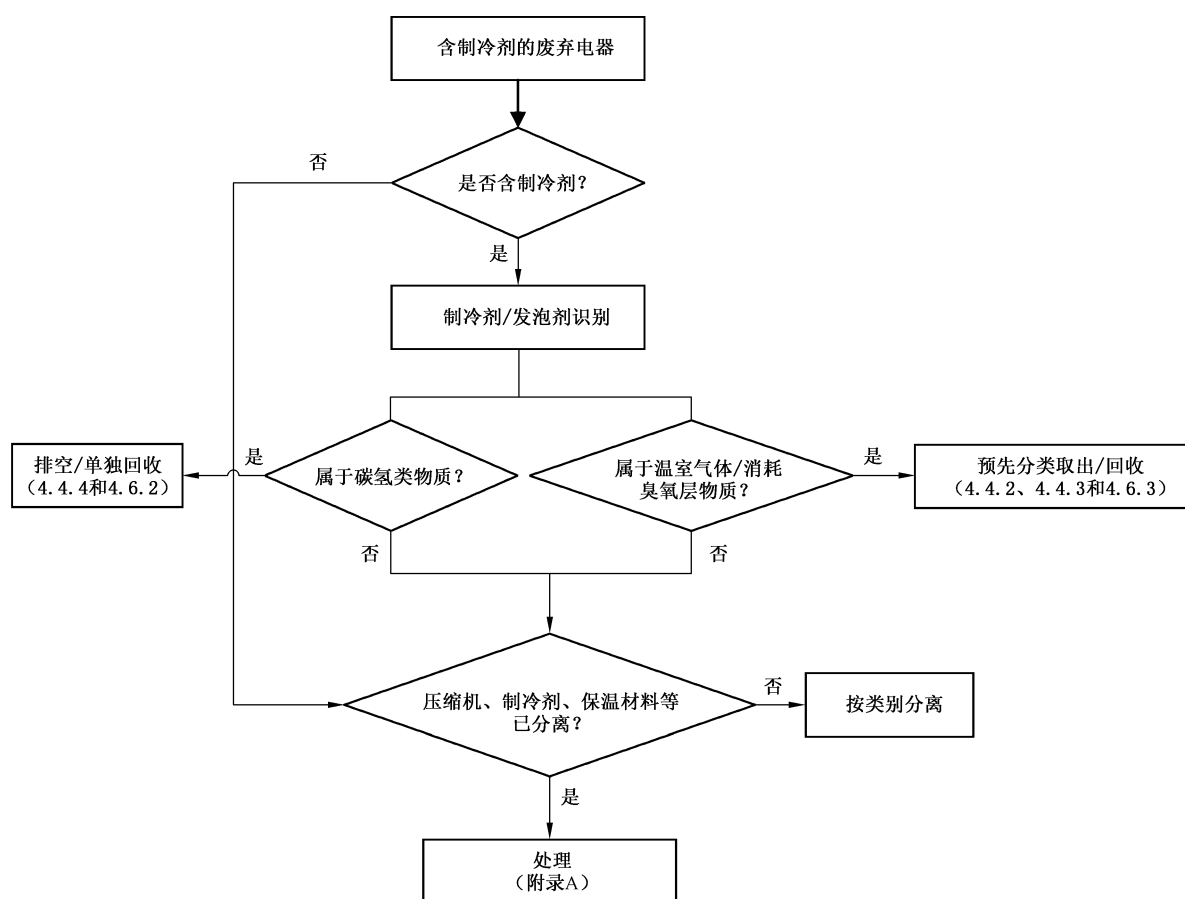 含制冷剂的废弃电器
否
是否含制冷剂?
是
制冷剂/发泡剂识别
排空/单独回收
(4.4.4和4.6.2)
是
属于碳氢类物质?
属于温室气体/消耗
臭氧层物质?
是
预先分类取出/回收
(4.4.2、4.4.3和4.6.3)
否
否
压缩机、制冷剂、保温材料等
已分离?
否
按类别分离
是
处理
(附录A)